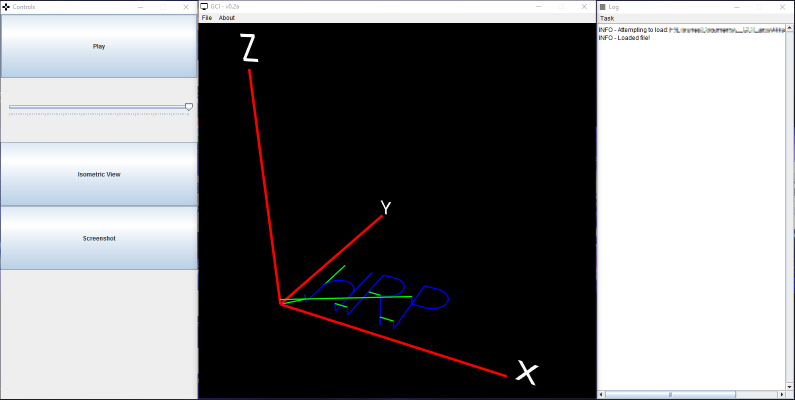 Controls
Play
Isometric View
Screenshot
GCI - v0.2a
File About
Z
Y
X
Log
Task
INFO - Attempting to load:
INFO - Loaded file!